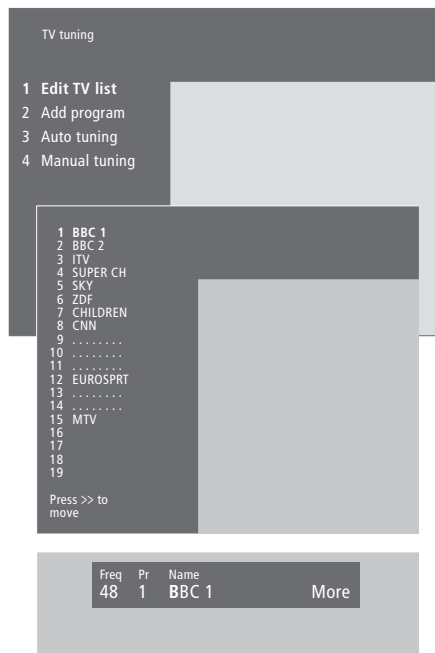 TV tuning
1 Edit TV list
2 Add program
3 Auto tuning
4 Manual tuning
1 BBC 1
2 BBC 2
3 ITV
4 SUPER CH
5 SKY
6 ZDF
7 CHILDREN
8 CNN
9 ........
10 ........
11 ........
12 EUROSPRT
13 ........
14 ........
15 MTV
16
17
18
19
Press >> to
move
Freq Pr Name
48 1 BBC 1 More